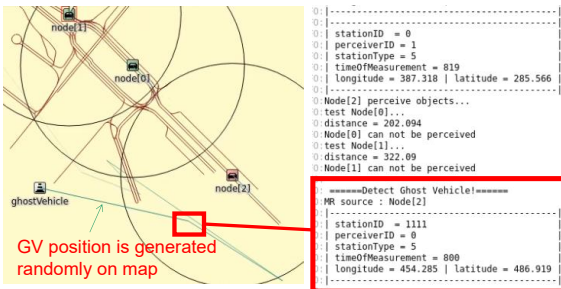 node[1]
node[0]
node[2]
ghostVehicle
GV position is generated
randomly on map
0:|---------------------------------------------------|
0:|---------------------------------------------------|
0:| stationID  = 0 |
0:| perceiverID = 1 |
0:| stationType = 5 |
0:| timeOfMeasurement = 819 |
0:| longitude = 387.318 | latitude = 285.566 |
0:|---------------------------------------------------|
0:Node[2] perceive objects...
0:test Node[0]...
0:distance = 202.094
0:Node[0] can not be perceived
0:test Node[1]...
0:distance = 322.09
0:Node[1] can not be perceived
0: ======Detect Ghost Vehicle!======
0:MR source : Node[2]
0:|---------------------------------------------------|
0:| stationID  = 1111 |
0:| perceiverID = 0 |
0:| stationType = 5 |
0:| timeOfMeasurement = 800 |
0:| longitude = 454.285 | latitude = 486.919 |
0:|---------------------------------------------------|